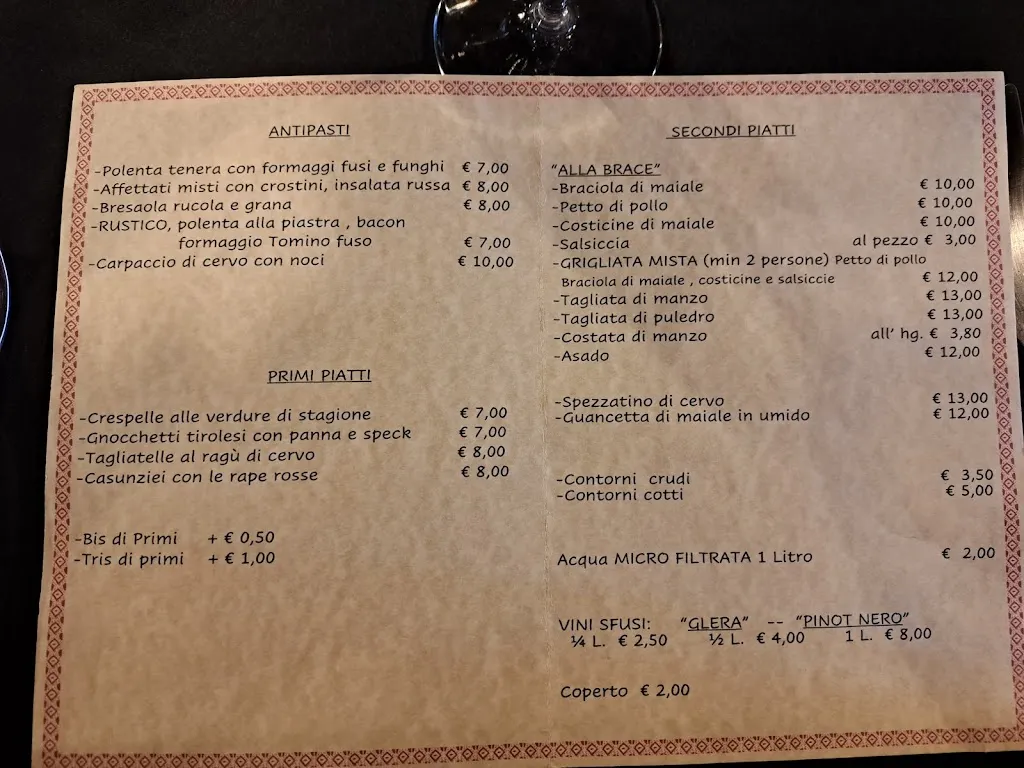 ANTIPASTI
-Polenta tenera con formaggi fusi e funghi € 7,00
-Affettati misti con crostini, insalata russa € 8,00
-Bresaola rucola e grana € 8,00
-RUSTICO, polenta alla piastra , bacon
formaggio Tomino fuso € 7,00
-Carpaccio di cervo con noci € 10,00
PRIMI PIATTI
-Crespelle alle verdure di stagione € 7,00
-Gnocchetti tirolesi con panna e speck € 7,00
-Tagliatelle al ragù di cervo € 8,00
-Casunziei con le rape rosse € 8,00
-Bis di Primi + € 0,50
-Tris di primi + € 1,00
SECONDI PIATTI
"ALLA BRACE"
-Braciola di maiale € 10,00
-Petto di pollo € 10,00
-Costicine di maiale € 10,00
-Salsiccia al pezzo € 3,00
-GRIGLIATA MISTA (min 2 persone) Petto di pollo
Braciola di maiale , costicine e salsiccie € 12,00
-Tagliata di manzo € 13,00
-Tagliata di puledro € 13,00
-Costata di manzo all' hg. € 3,80
-Asado € 12,00
-Spezzatino di cervo € 13,00
-Guancetta di maiale in umido € 12,00
-Contorni crudi € 3,50
-Contorni cotti € 5,00
Acqua MICRO FILTRATA 1 Litro € 2,00
VINI SFUSI: "GLERA" -- "PINOT NERO"
¼ L. € 2,50 ½ L. € 4,00 1 L. € 8,00
Coperto € 2,00